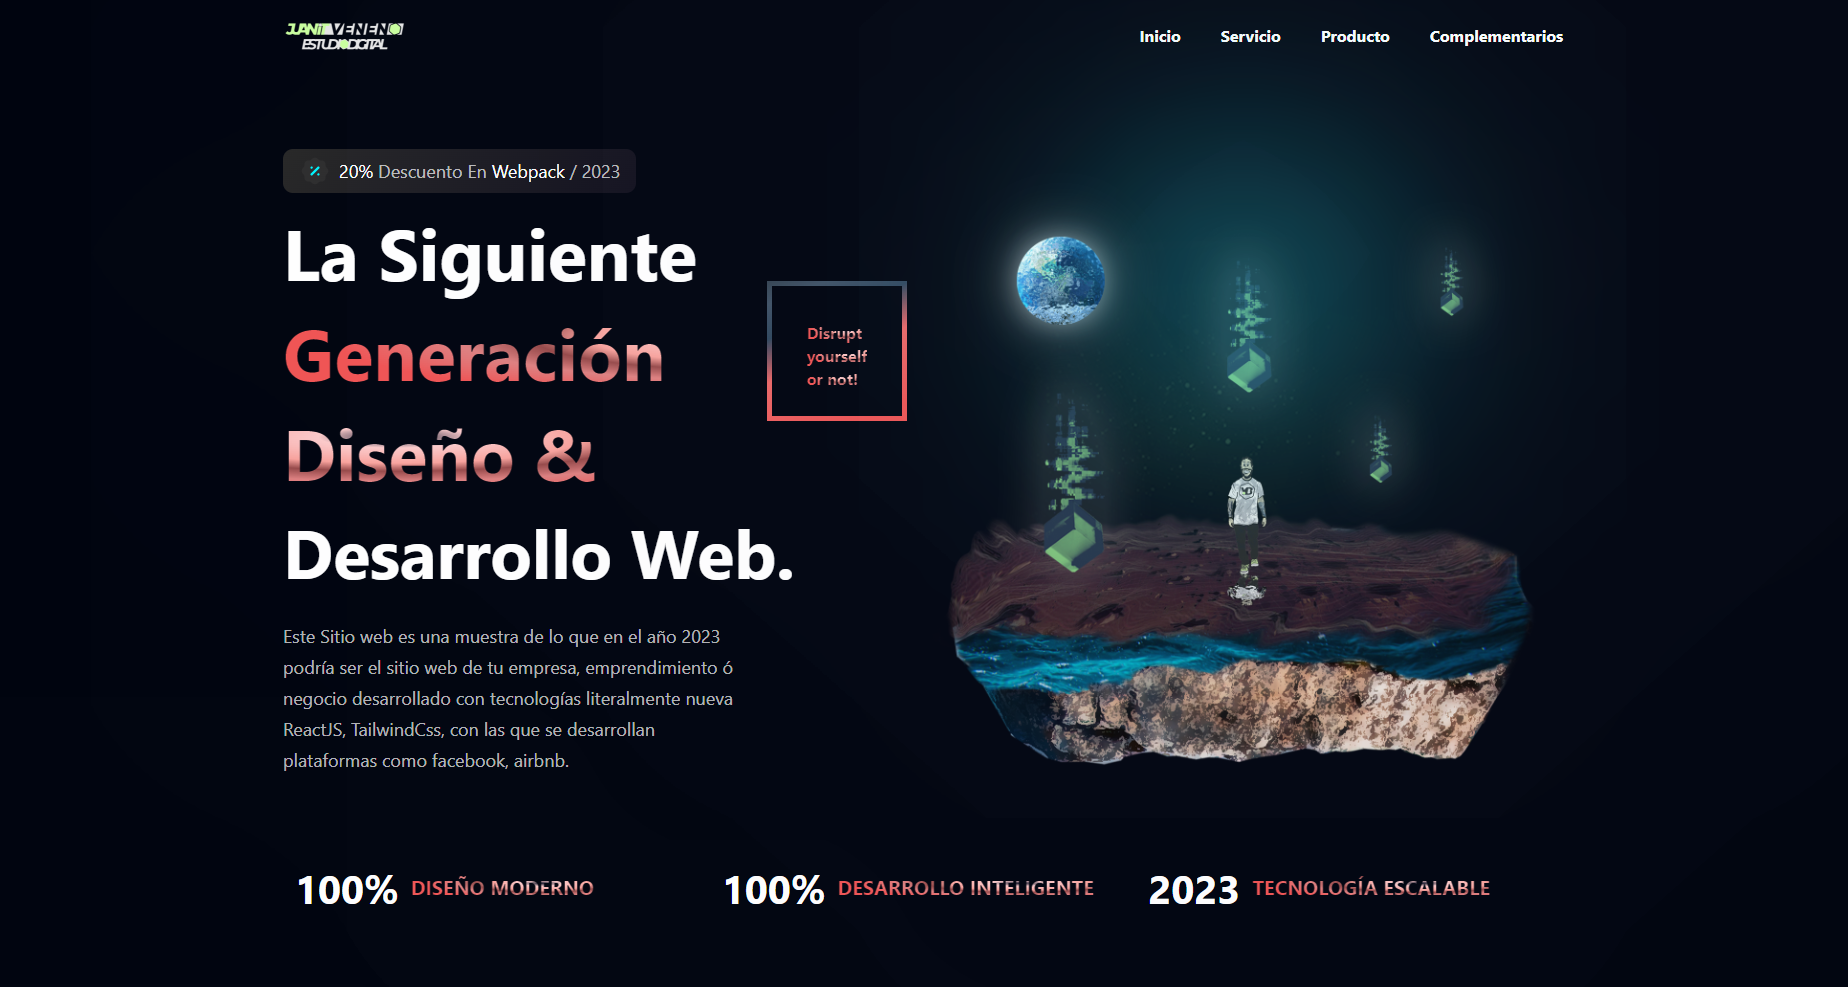 JUANI VENENO
ESTUDIO DIGITAL
Inicio
Servicio
Producto
Complementarios
20% Descuento En Webpack / 2023
La Siguiente
Generación
Diseño &
Desarrollo Web.
Disrupt
yourself
or not!
Este Sitio web es una muestra de lo que en el año 2023
podría ser el sitio web de tu empresa, emprendimiento ó
negocio desarrollado con tecnologías literalmente nueva
ReactJS, TailwindCss, con las que se desarrollan
plataformas como facebook, airbnb.
100% DISEÑO MODERNO
100% DESARROLLO INTELIGENTE
2023 TECNOLOGÍA ESCALABLE